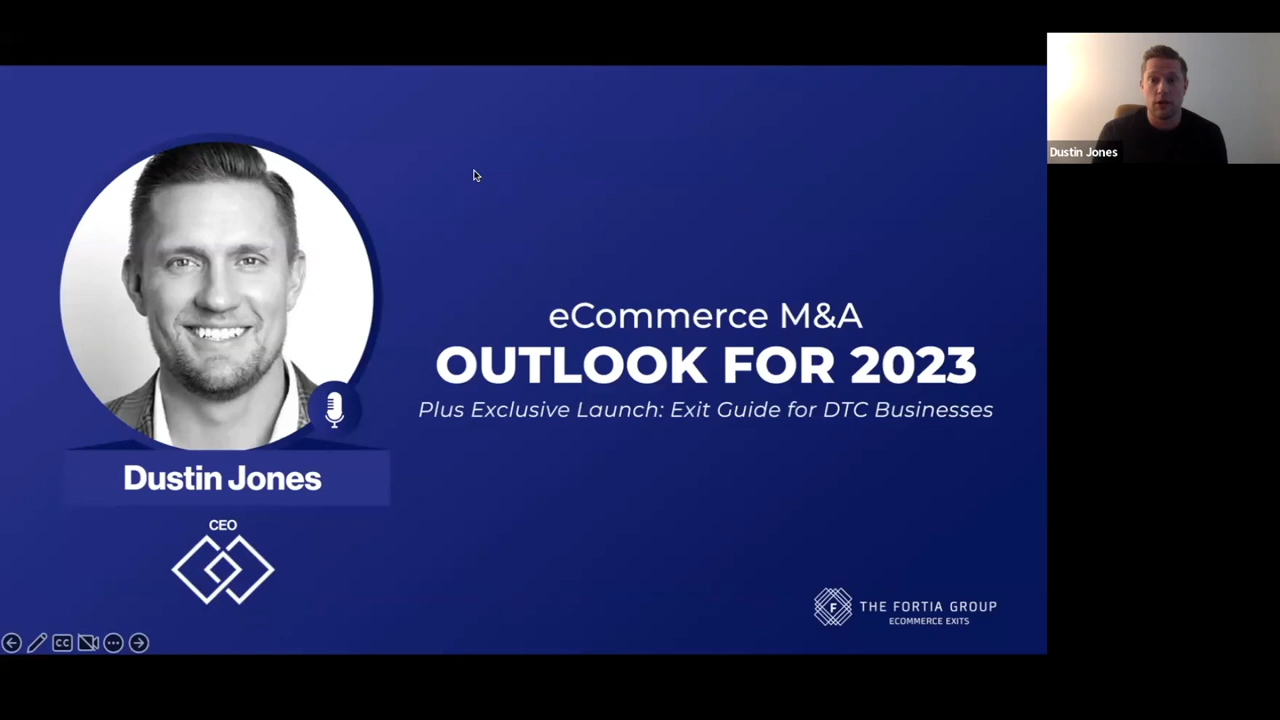 Dustin Jones
eCommerce M&A
OUTLOOK FOR 2023
Plus Exclusive Launch: Exit Guide for DTC Businesses
Dustin Jones
CEO
F
THE FORTIA GROUP
ECOMMERCE EXITS
CC